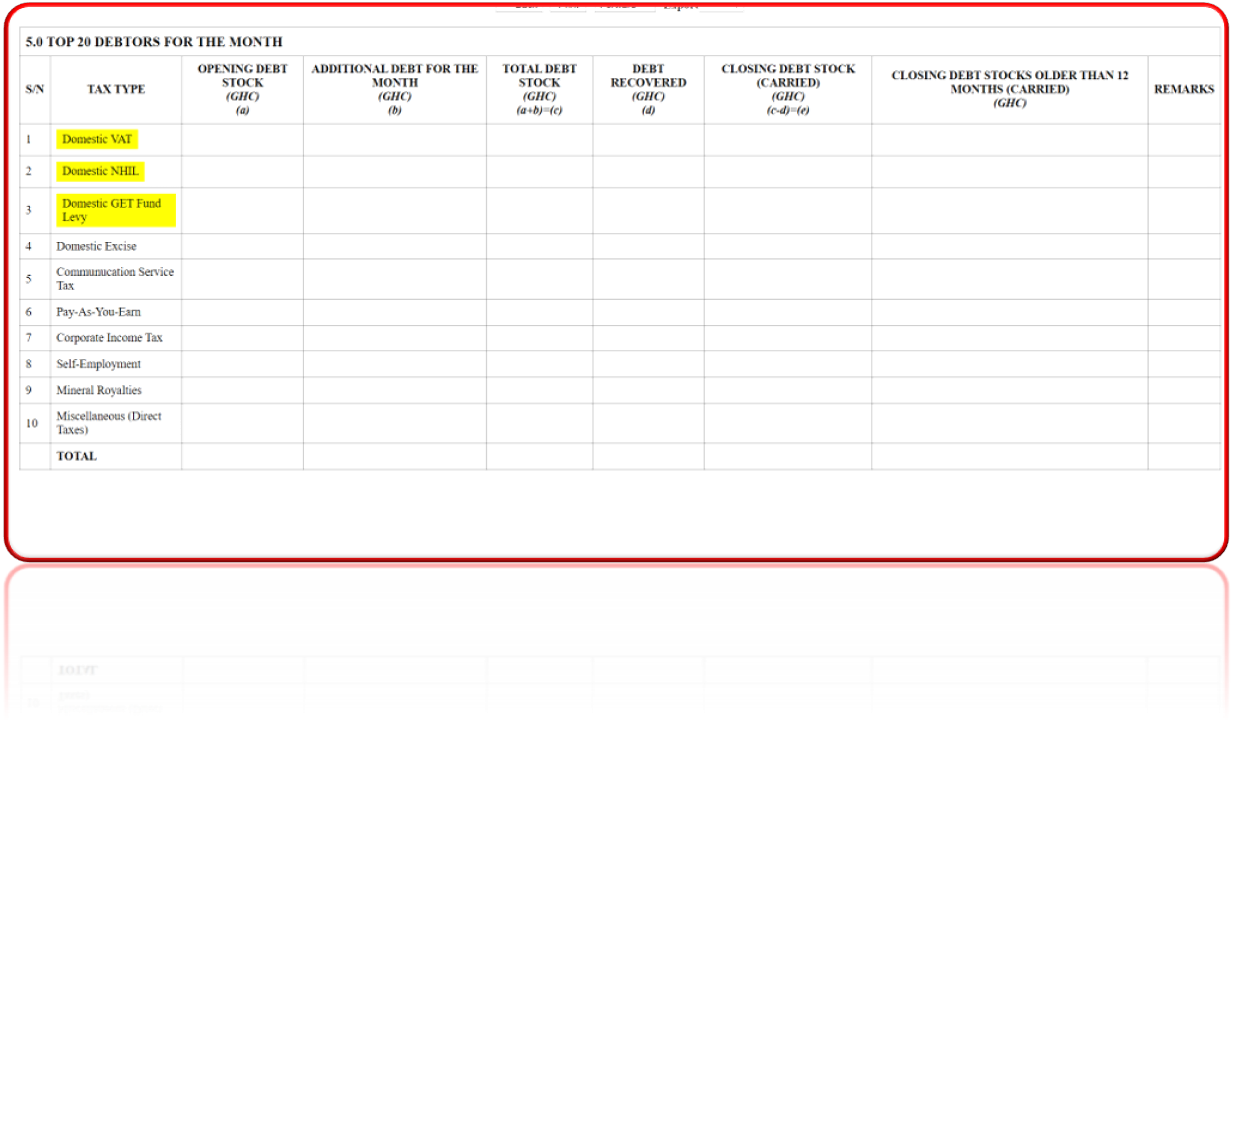 5.0 TOP 20 DEBTORS FOR THE MONTH
S/N
TAX TYPE
OPENING DEBT
STOCK
(GHC)
(a)
ADDITIONAL DEBT FOR THE
MONTH
(GHC)
(b)
TOTAL DEBT
STOCK
(GHC)
(a+b)=(c)
DEBT
RECOVERED
(GHC)
(d)
CLOSING DEBT STOCK
(CARRIED)
(GHC)
(c-d)=(e)
CLOSING DEBT STOCKS OLDER THAN 12
MONTHS (CARRIED)
(GHC)
REMARKS
1 Domestic VAT
2 Domestic NHIL
3 Domestic GET Fund
Levy
4 Domestic Excise
5 Communucation Service
Tax
6 Pay-As-You-Earn
7 Corporate Income Tax
8 Self-Employment
9 Mineral Royalties
10 Miscellaneous (Direct
Taxes)
TOTAL